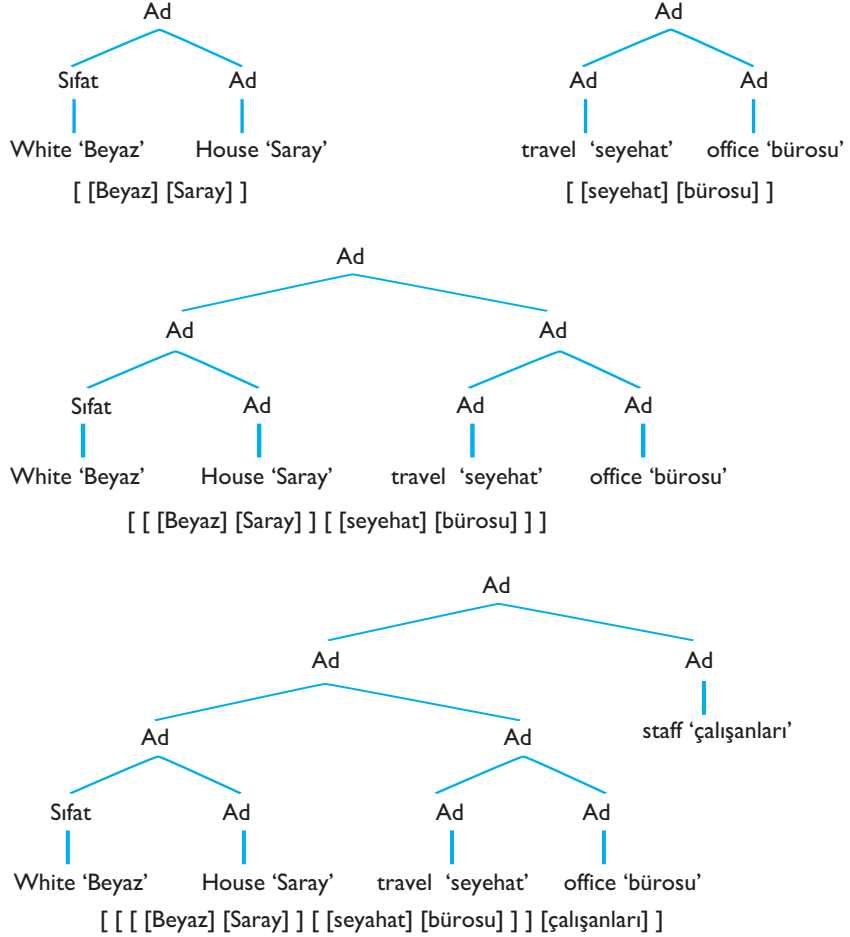 Ad Ad
Sıfat Ad Ad Ad
White ‘Beyaz’ House ‘Saray’ travel ‘seyehat’ office ‘bürosu’
[ [Beyaz] [Saray] ] [ [seyehat] [bürosu] ]
Ad
Ad Ad
Sıfat Ad Ad Ad
White ‘Beyaz’ House ‘Saray’ travel ‘seyehat’ office ‘bürosu’
[ [ [Beyaz] [Saray] ] [ [seyehat] [bürosu] ] ]
Ad
Ad Ad
Ad Ad staff ‘çalışanları’
Sıfat Ad Ad Ad
White ‘Beyaz’ House ‘Saray’ travel ‘seyehat’ office ‘bürosu’
[ [ [ [Beyaz] [Saray] ] [ [seyahat] [bürosu] ] ] [çalışanları] ]